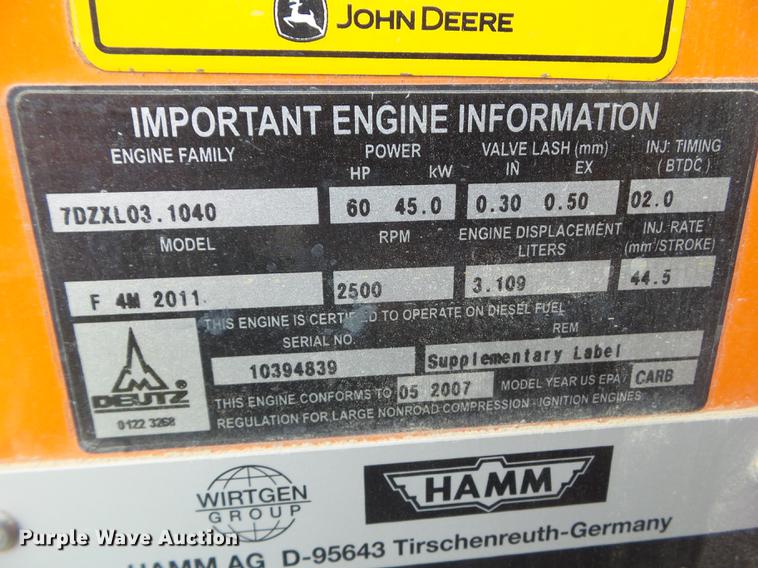 JOHN DEERE
IMPORTANT ENGINE INFORMATION
ENGINE FAMILY POWER VALVE LASH (mm) INJ: TIMING
HP kW IN EX (BTDC)
7DZXL03.1040 60 45.0 0.30 0.50 02.0
MODEL RPM ENGINE DISPLACEMENT LITERS INJ. RATE (mm³/STROKE)
F 4M 2011 2500 3.109 44.5
THIS ENGINE IS CERTIFIED TO OPERATE ON DIESEL FUEL
SERIAL NO. REM
10394839 Supplementary Label
THIS ENGINE CONFORMS TO 05 2007 MODEL YEAR US EPA / CARB
REGULATION FOR LARGE NONROAD COMPRESSION - IGNITION ENGINES
DEUTZ ®
0122 3268
WIRTGEN
GROUP
HAMM
HAMM AG D-95643 Tirschenreuth-Germany
Purple Wave Auction